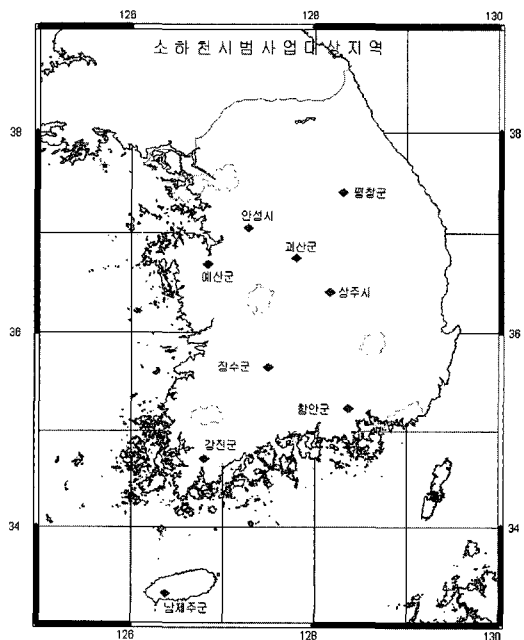 126 128 130
소하천시범사업대상지역
38 38
평창군
안성시
괴산군
예산군
상주시
36 36
장수군
함안군
강진군
34 34
남제주군
126 128 130